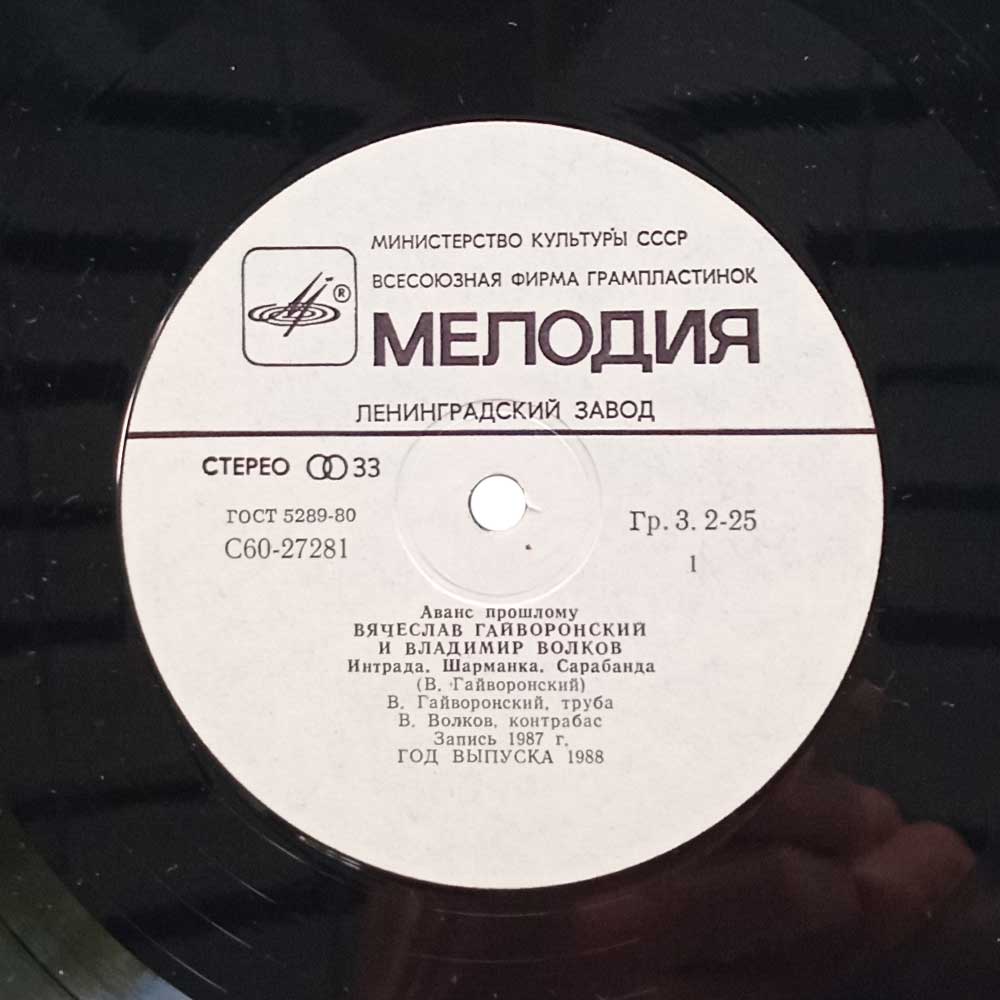 МИНИСТЕРСТВО КУЛЬТУРЫ СССР
ВСЕСОЮЗНАЯ ФИРМА ГРАМПЛАСТИНОК
®
МЕЛОДИЯ
ЛЕНИНГРАДСКИЙ ЗАВОД
СТЕРЕО 33
ГОСТ 5289-80
Гр. 3. 2-25
С60-27281
1
Аванс прошлому
ВЯЧЕСЛАВ ГАЙВОРОНСКИЙ
И ВЛАДИМИР ВОЛКОВ
Интрада. Шарманка. Сарабанда
(В. Гайворонский)
В. Гайворонский, труба
В. Волков, контрабас
Запись 1987 г.
ГОД ВЫПУСКА 1988